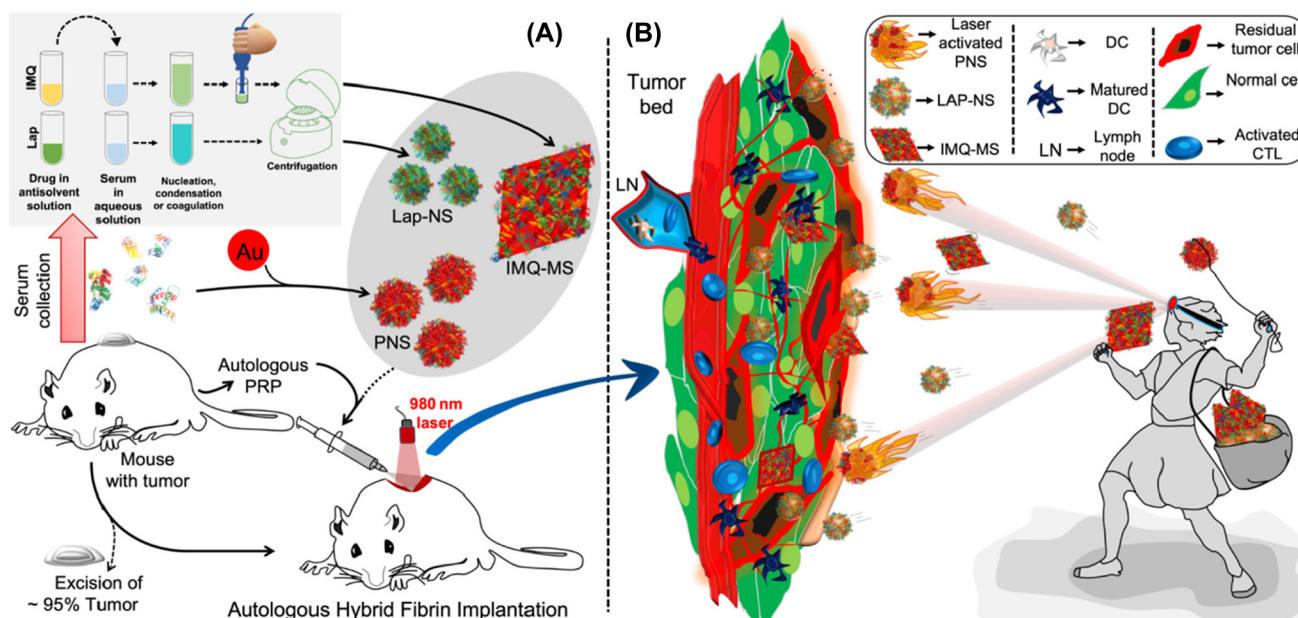 (A)
IMQ
Lap
Drug in
antisolvent
solution
Serum
in
aqueous
solution
Nucleation,
condensation
or coagulation
Centrifugation
Lap-NS
IMQ-MS
PNS
Au
Serum
collection
Autologous
PRP
980 nm
laser
Mouse
with tumor
Excision of
~ 95% Tumor
Autologous Hybrid Fibrin Implantation
(B)
Tumor
bed
LN
Laser
activated
PNS
LAP-NS
IMQ-MS
DC
Matured
DC
LN
Lymph
node
Residual
tumor cell
Normal ce
Activated
CTL